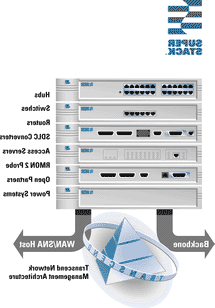 SUPER
STACK.
Hubs
Switches
Routers
SDLC Converters
Access Servers
RMON 2 Probe
Open Partners
Power Systems
WAN/SNA Host
Backbone
Transcend Network
Management Architecture